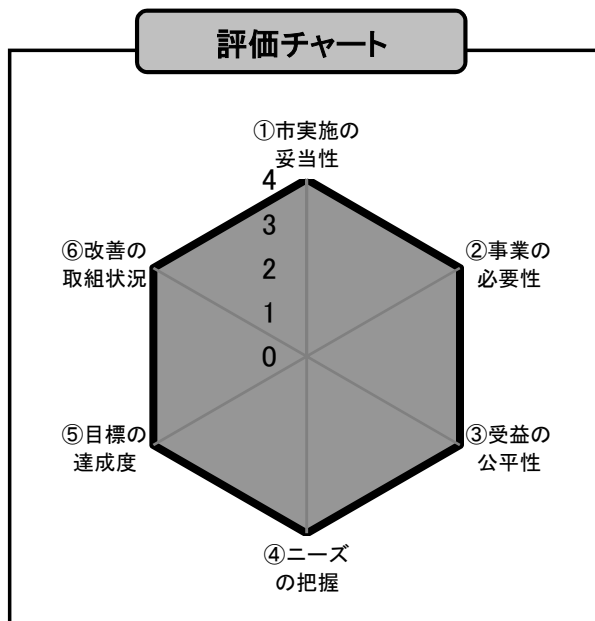 評価チャート
①市実施の
妥当性
4
3
2
1
0
②事業の
必要性
③受益の
公平性
④ニーズ
の把握
⑤目標の
達成度
⑥改善の
取組状況